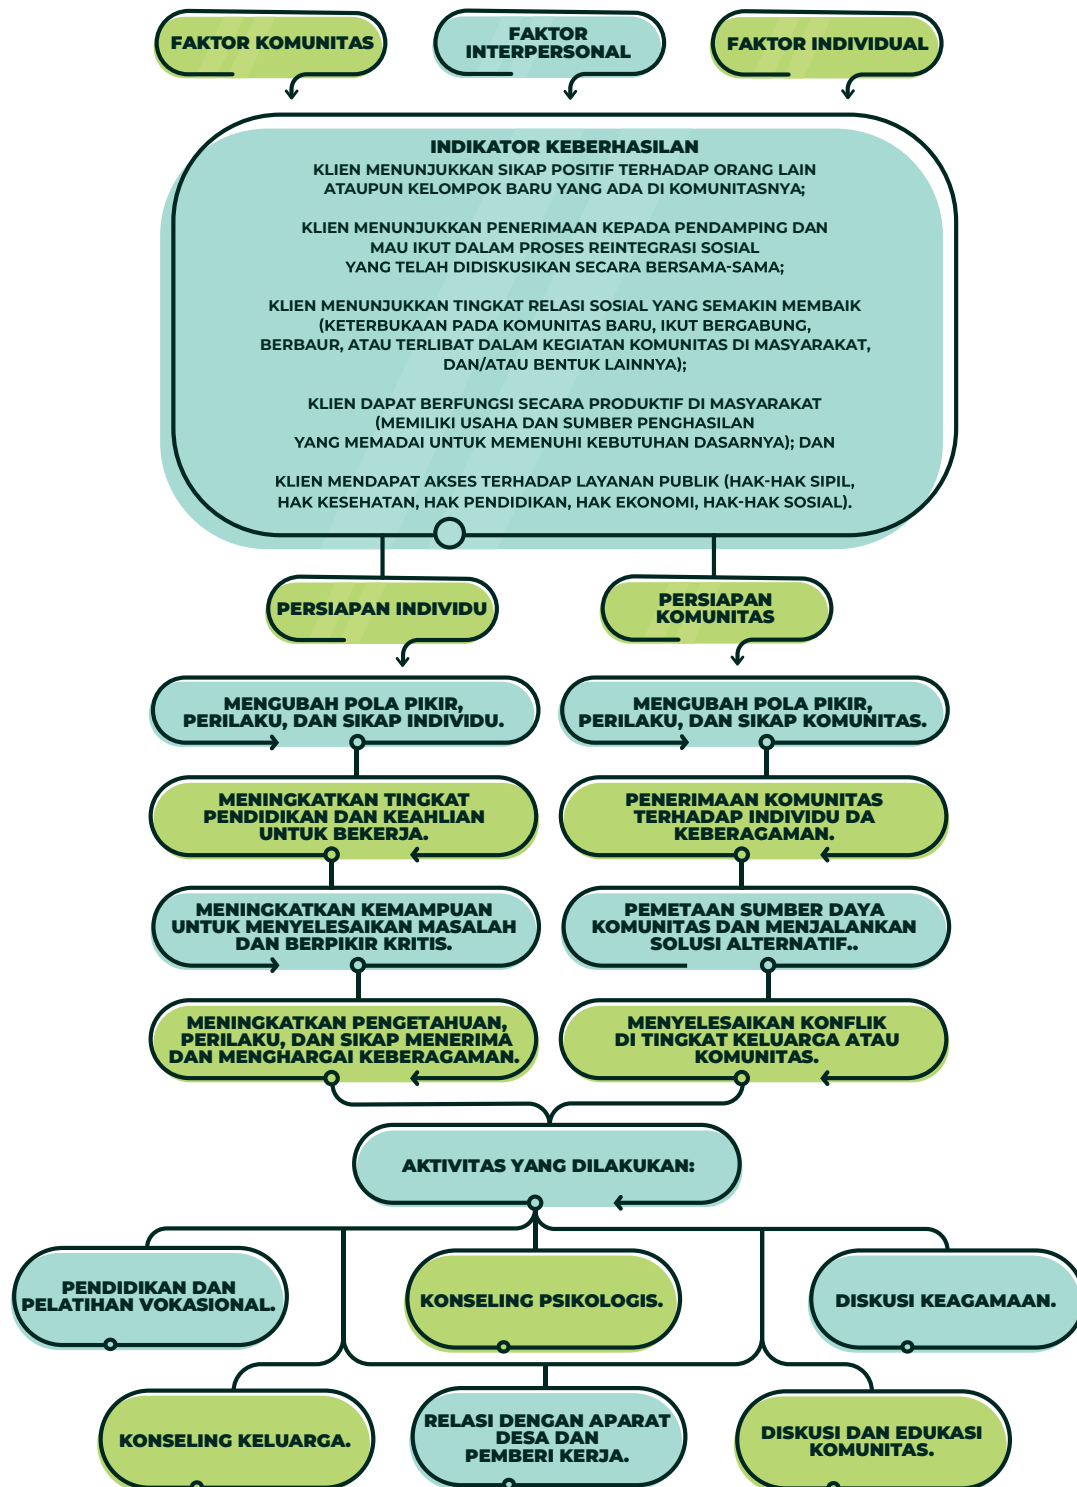 FAKTOR KOMUNITAS
FAKTOR
INTERPERSONAL
FAKTOR INDIVIDUAL
INDIKATOR KEBERHASILAN
KLIEN MENUNJUKKAN SIKAP POSITIF TERHADAP ORANG LAIN
ATAUPUN KELOMPOK BARU YANG ADA DI KOMUNITASNYA;
KLIEN MENUNJUKKAN PENERIMAAN KEPADA PENDAMPING DAN
MAU IKUT DALAM PROSES REINTEGRASI SOSIAL
YANG TELAH DIDISKUSIKAN SECARA BERSAMA-SAMA;
KLIEN MENUNJUKKAN TINGKAT RELASI SOSIAL YANG SEMAKIN MEMBAIK
(KETERBUKAAN PADA KOMUNITAS BARU, IKUT BERGABUNG,
BERBAUR, ATAU TERLIBAT DALAM KEGIATAN KOMUNITAS DI MASYARAKAT,
DAN/ATAU BENTUK LAINNYA);
KLIEN DAPAT BERFUNGSI SECARA PRODUKTIF DI MASYARAKAT
(MEMILIKI USAHA DAN SUMBER PENGHASILAN
YANG MEMADAI UNTUK MEMENUHI KEBUTUHAN DASARNYA); DAN
KLIEN MENDAPAT AKSES TERHADAP LAYANAN PUBLIK (HAK-HAK SIPIL,
HAK KESEHATAN, HAK PENDIDIKAN, HAK EKONOMI, HAK-HAK SOSIAL).
PERSIAPAN INDIVIDU
PERSIAPAN
KOMUNITAS
MENGUBAH POLA PIKIR,
PERILAKU, DAN SIKAP INDIVIDU.
MENGUBAH POLA PIKIR,
PERILAKU, DAN SIKAP KOMUNITAS.
MENINGKATKAN TINGKAT
PENDIDIKAN DAN KEAHLIAN
UNTUK BEKERJA.
PENERIMAAN KOMUNITAS
TERHADAP INDIVIDU DA
KEBERAGAMAN.
MENINGKATKAN KEMAMPUAN
UNTUK MENYELESAIKAN MASALAH
DAN BERPIKIR KRITIS.
PEMETAAN SUMBER DAYA
KOMUNITAS DAN MENJALANKAN
SOLUSI ALTERNATIF..
MENINGKATKAN PENGETAHUAN,
PERILAKU, DAN SIKAP MENERIMA
DAN MENGHARGAI KEBERAGAMAN.
MENYELESAIKAN KONFLIK
DI TINGKAT KELUARGA ATAU
KOMUNITAS.
AKTIVITAS YANG DILAKUKAN:
PENDIDIKAN DAN
PELATIHAN VOKASIONAL.
KONSELING PSIKOLOGIS.
DISKUSI KEAGAMAAN.
KONSELING KELUARGA.
RELASI DENGAN APARAT
DESA DAN
PEMBERI KERJA.
DISKUSI DAN EDUKASI
KOMUNITAS.